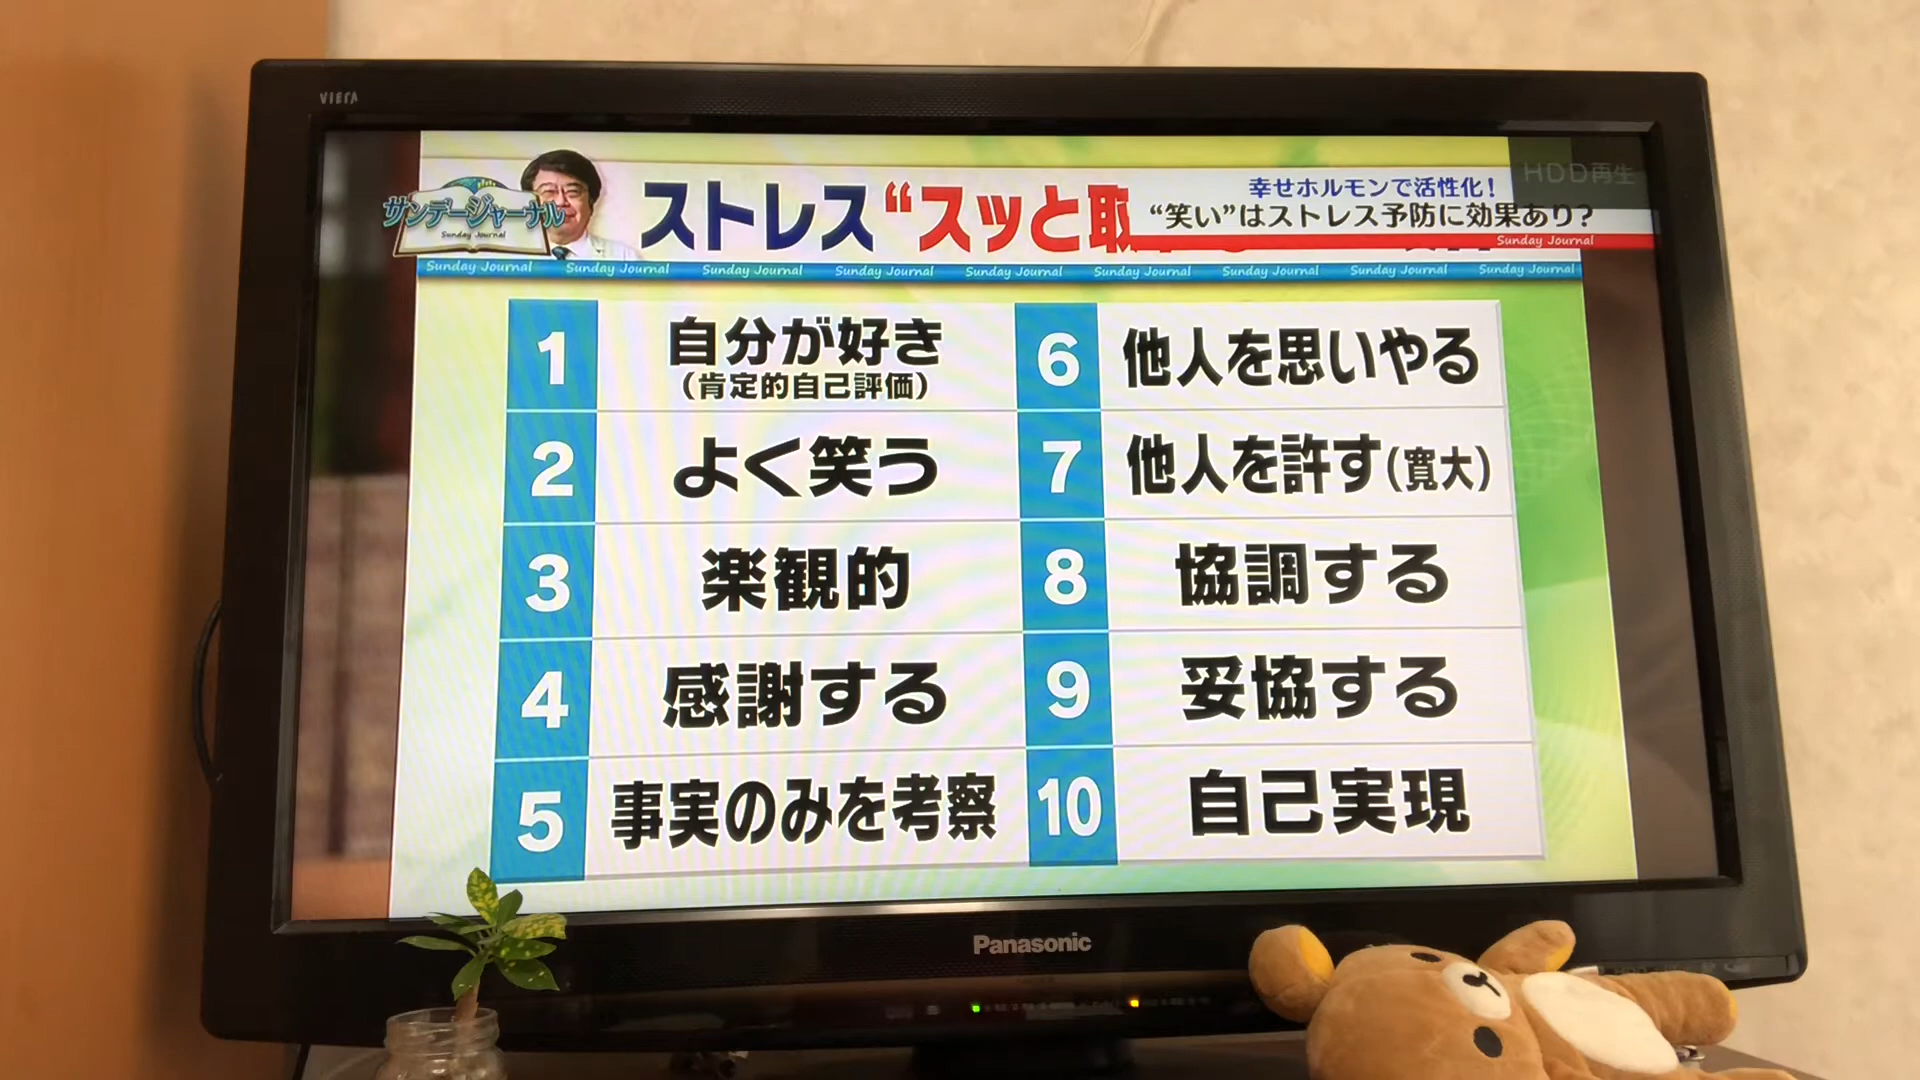 VIERA
HDD再生
幸せホルモンで活性化!
“笑い”はストレス予防に効果あり?
Sunday Journal
サンデージャーナル
Sunday Journal
ストレス“スッと取
Sunday Journal Sunday Journal Sunday Journal Sunday Journal Sunday Journal Sunday Journal Sunday Journal Sunday Journal Sunday Journal
1 自分が好き
(肯定的自己評価)
2 よく笑う
3 楽観的
4 感謝する
5 事実のみを考察
6 他人を思いやる
7 他人を許す(寛大)
8 協調する
9 妥協する
10 自己実現
Panasonic